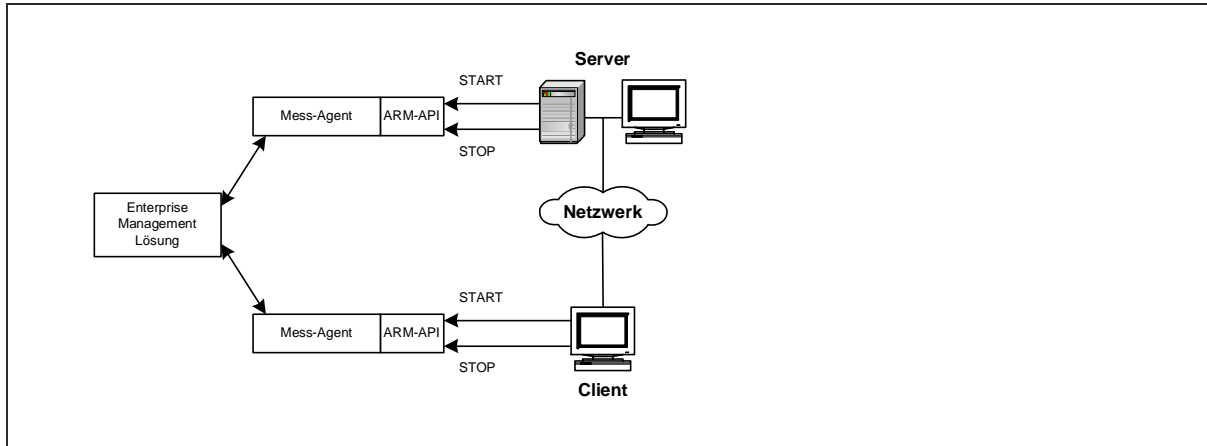 Server
START
Mess-Agent
ARM-API
STOP
Enterprise
Management
Lösung
Netzwerk
START
Mess-Agent
ARM-API
STOP
Client